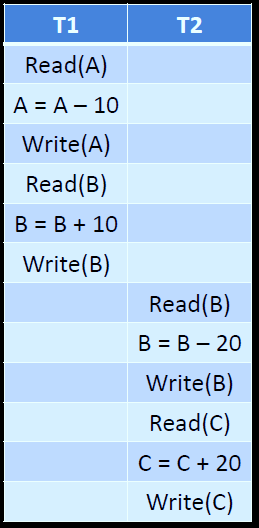 T1 T2
Read(A)
A = A – 10
Write(A)
Read(B)
B = B + 10
Write(B)
Read(B)
B = B – 20
Write(B)
Read(C)
C = C + 20
Write(C)